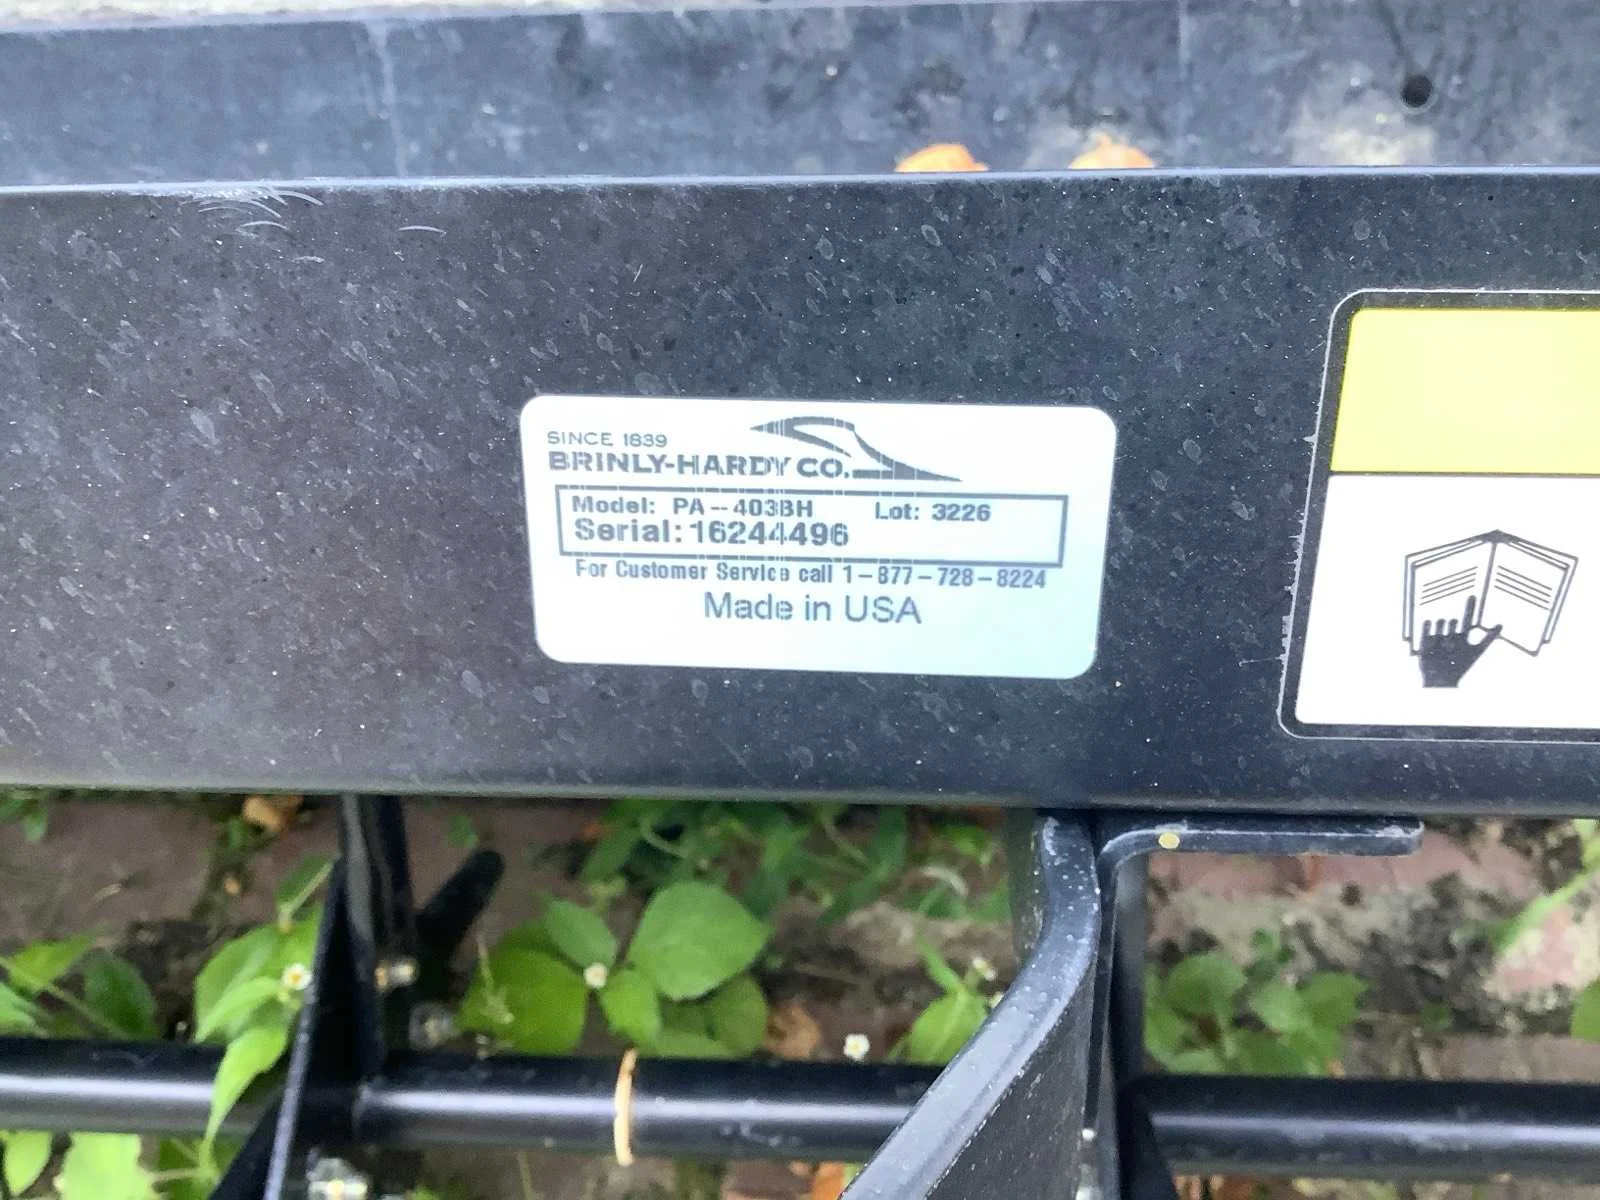 SINCE 1839
BRINLY-HARDY CO.
Model: PA--403BH Lot: 3226
Serial: 16244496
For Customer Service call 1-877-728-8224
Made in USA